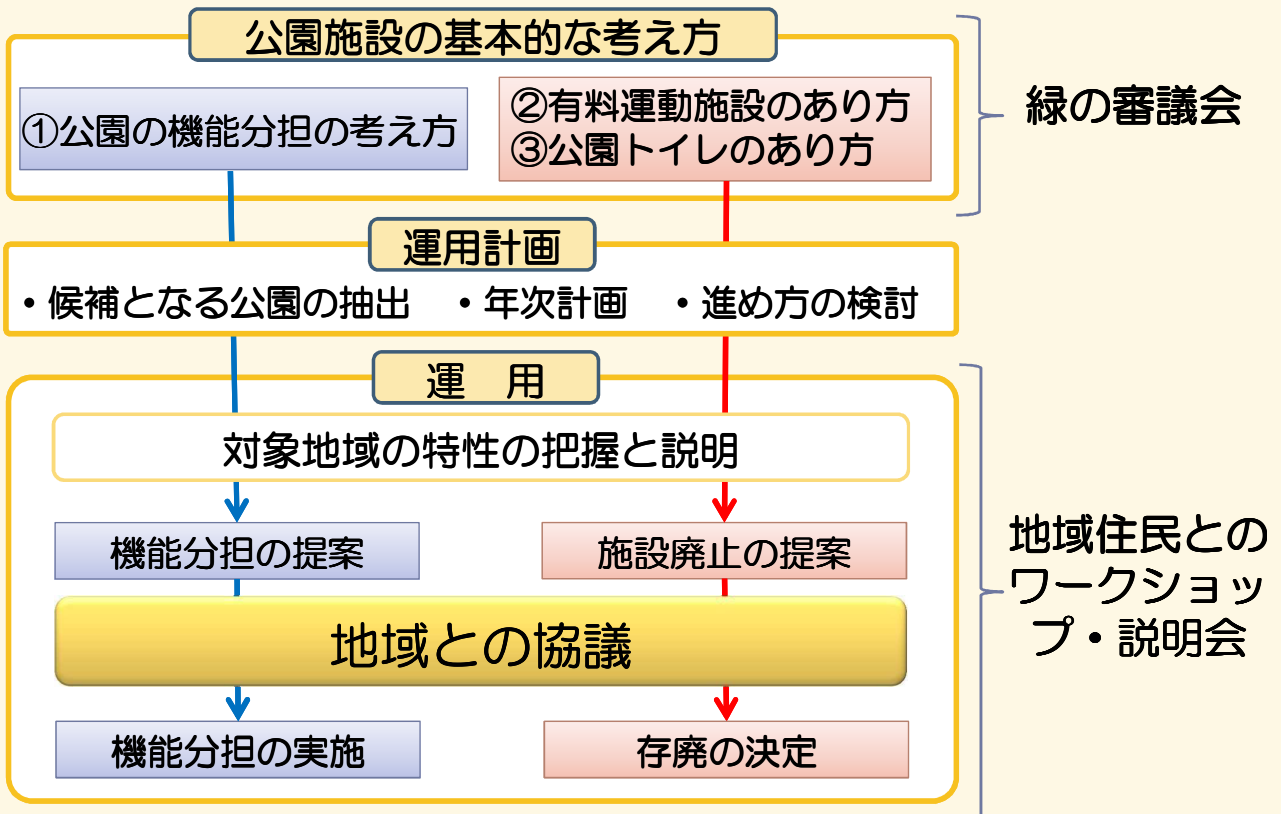 公園施設の基本的な考え方
①公園の機能分担の考え方
②有料運動施設のあり方
③公園トイレのあり方
緑の審議会
運用計画
・候補となる公園の抽出　・年次計画　・進め方の検討
運　用
対象地域の特性の把握と説明
機能分担の提案
施設廃止の提案
地域との協議
機能分担の実施
存廃の決定
地域住民との
ワークショッ
プ・説明会